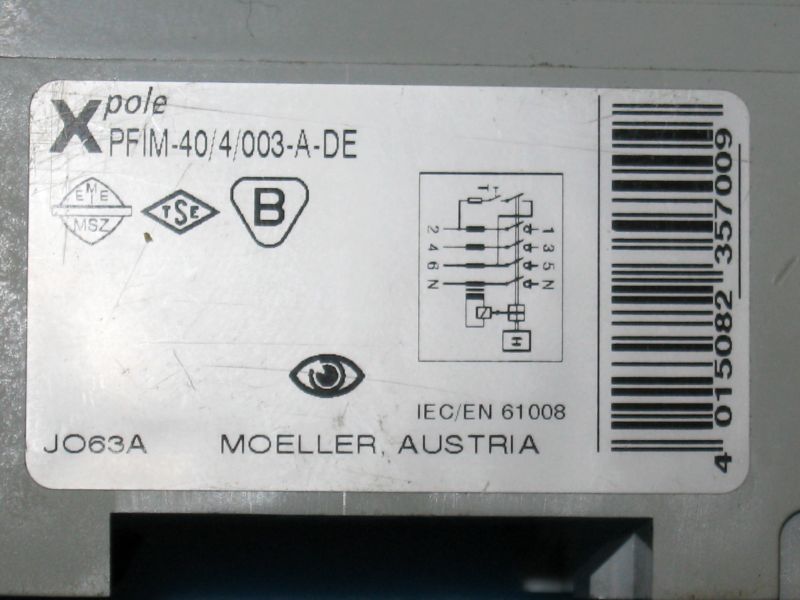 Xpole
PFIM-40/4/003-A-DE
EME
MSZ
TSE
B
T
2 4 6 N
1 3 5 N
H
IEC/EN 61008
JO63A
MOELLER, AUSTRIA
4 015082 357009